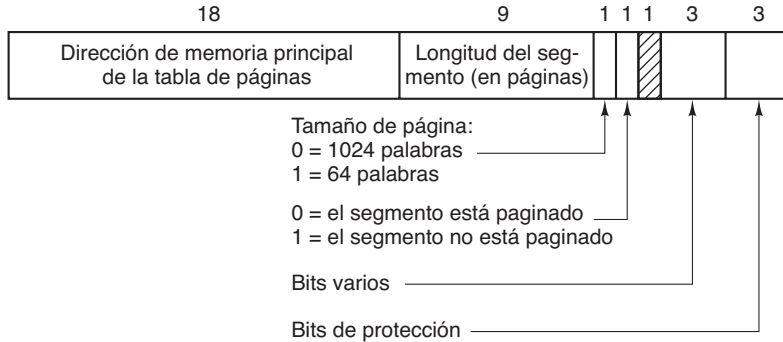 18 9 1 1 1 3 3
Dirección de memoria principal
de la tabla de páginas
Longitud del seg-
mento (en páginas)
Tamaño de página:
0 = 1024 palabras
1 = 64 palabras
0 = el segmento está paginado
1 = el segmento no está paginado
Bits varios
Bits de protección